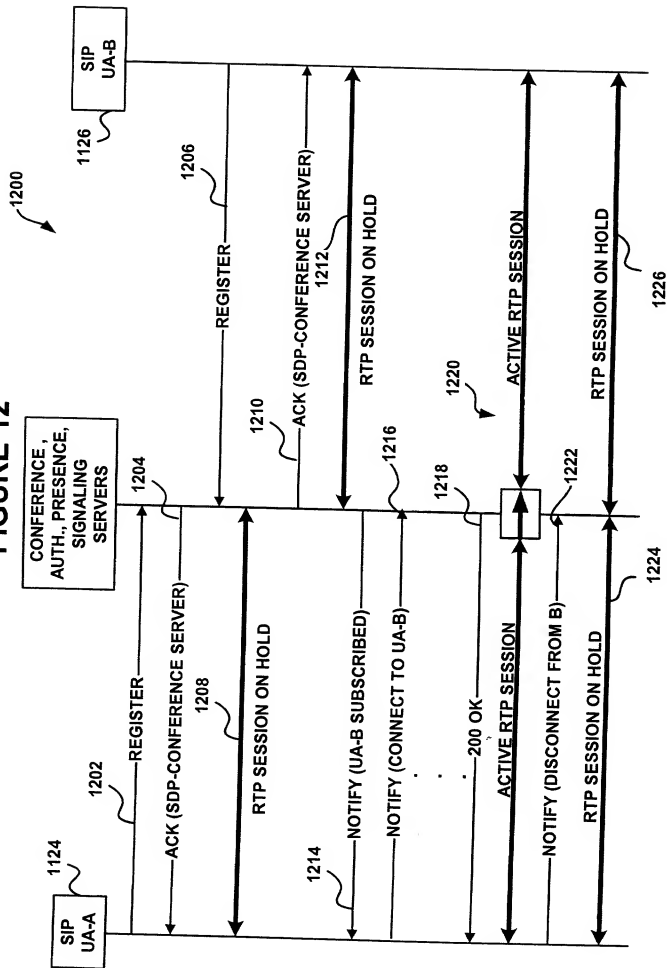 FIGURE 12
1200
SIP
UA-A
1124
CONFERENCE,
AUTH., PRESENCE,
SIGNALING
SERVERS
SIP
UA-B
1126
1202
REGISTER
1204
ACK (SDP-CONFERENCE SERVER)
1206
REGISTER
1208
RTP SESSION ON HOLD
1210
ACK (SDP-CONFERENCE SERVER)
1212
RTP SESSION ON HOLD
1214
NOTIFY (UA-B SUBSCRIBED)
1216
NOTIFY (CONNECT TO UA-B)
. . .
1218
200 OK
1220
ACTIVE RTP SESSION
ACTIVE RTP SESSION
1222
NOTIFY (DISCONNECT FROM B)
1224
RTP SESSION ON HOLD
1226
RTP SESSION ON HOLD